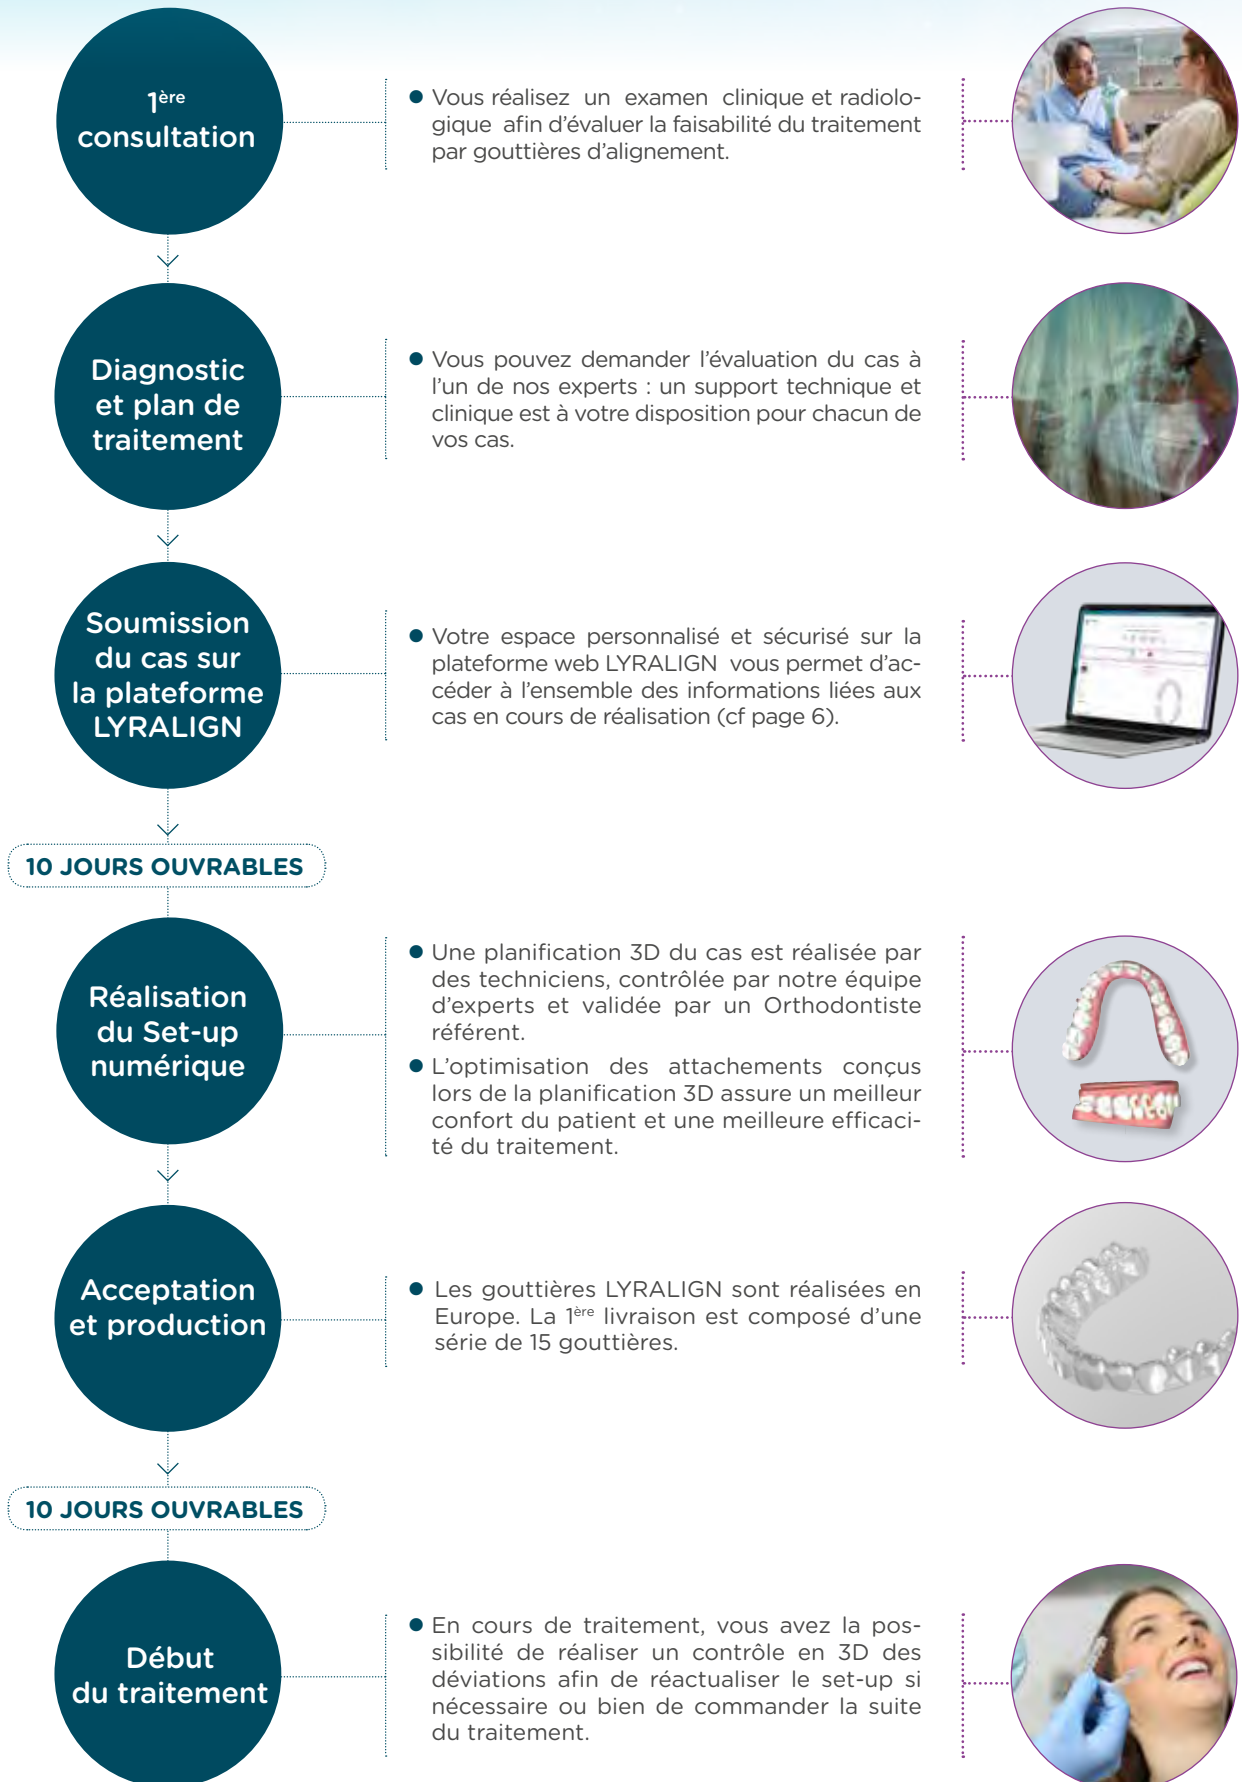 1ère
consultation
● Vous réalisez un examen clinique et radiolo-
gique afin d'évaluer la faisabilité du traitement
par gouttières d'alignement.
Diagnostic
et plan de
traitement
● Vous pouvez demander l'évaluation du cas à
l'un de nos experts : un support technique et
clinique est à votre disposition pour chacun de
vos cas.
Soumission
du cas sur
la plateforme
LYRALIGN
● Votre espace personnalisé et sécurisé sur la
plateforme web LYRALIGN vous permet d'ac-
céder à l'ensemble des informations liées aux
cas en cours de réalisation (cf page 6).
10 JOURS OUVRABLES
Réalisation
du Set-up
numérique
● Une planification 3D du cas est réalisée par
des techniciens, contrôlée par notre équipe
d'experts et validée par un Orthodontiste
référent.
● L'optimisation des attachements conçus
lors de la planification 3D assure un meilleur
confort du patient et une meilleure efficaci-
té du traitement.
Acceptation
et production
● Les gouttières LYRALIGN sont réalisées en
Europe. La 1ère livraison est composé d'une
série de 15 gouttières.
10 JOURS OUVRABLES
Début
du traitement
● En cours de traitement, vous avez la pos-
sibilité de réaliser un contrôle en 3D des
déviations afin de réactualiser le set-up si
nécessaire ou bien de commander la suite
du traitement.